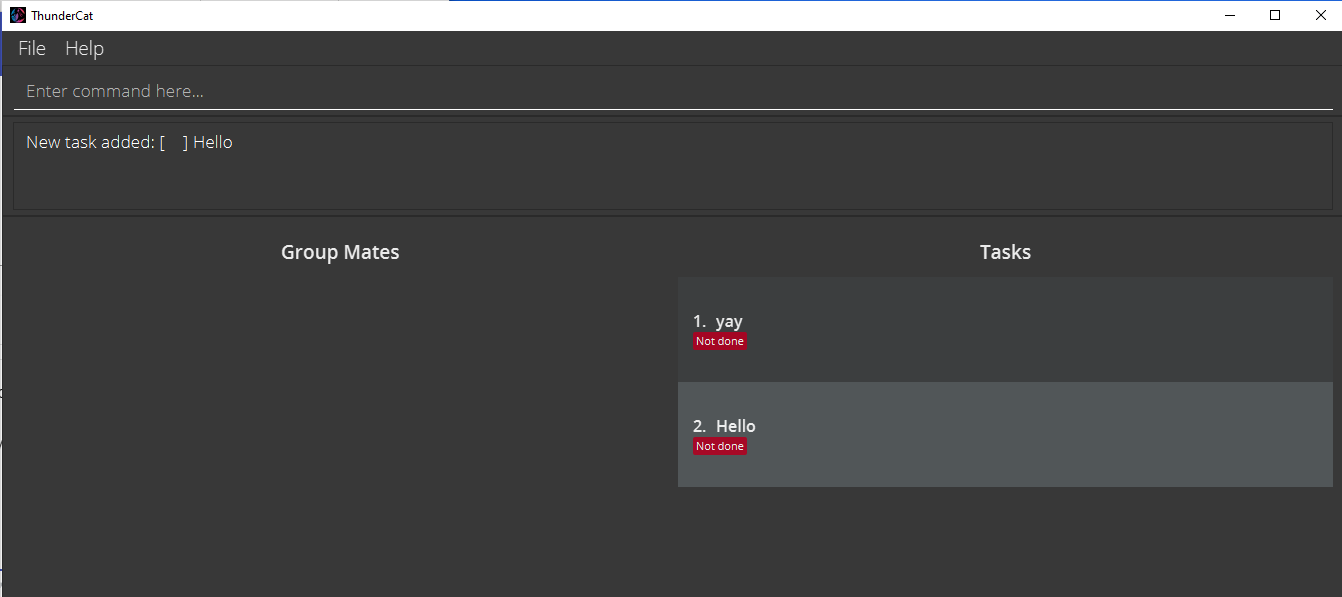 ThunderCat
File Help
Enter command here...
New task added: [ ] Hello
Group Mates
Tasks
1. yay
Not done
2. Hello
Not done